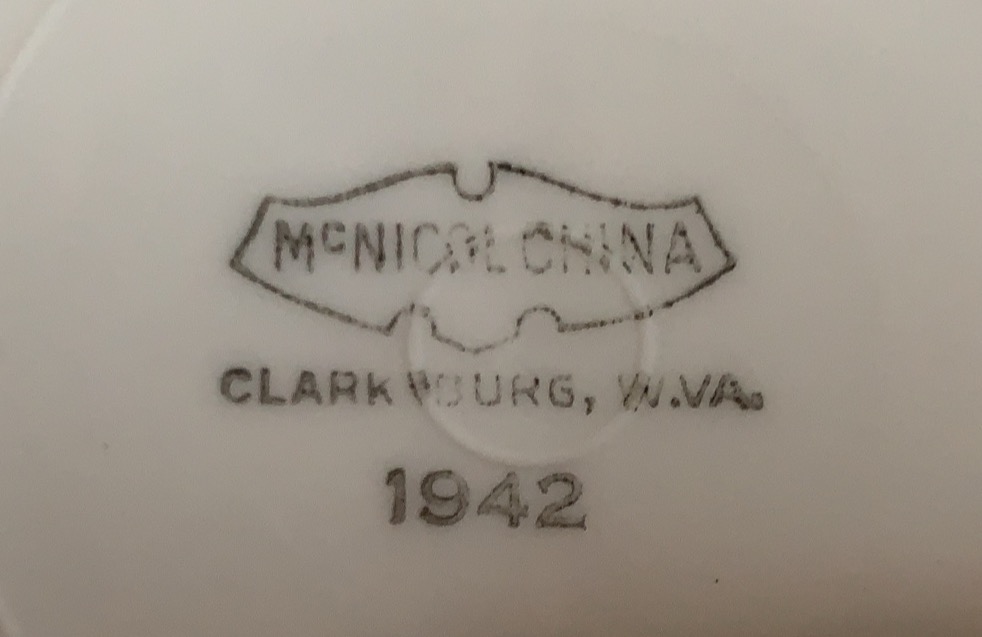 McNICOL CHINA
CLARKSBURG, W.VA.
1942